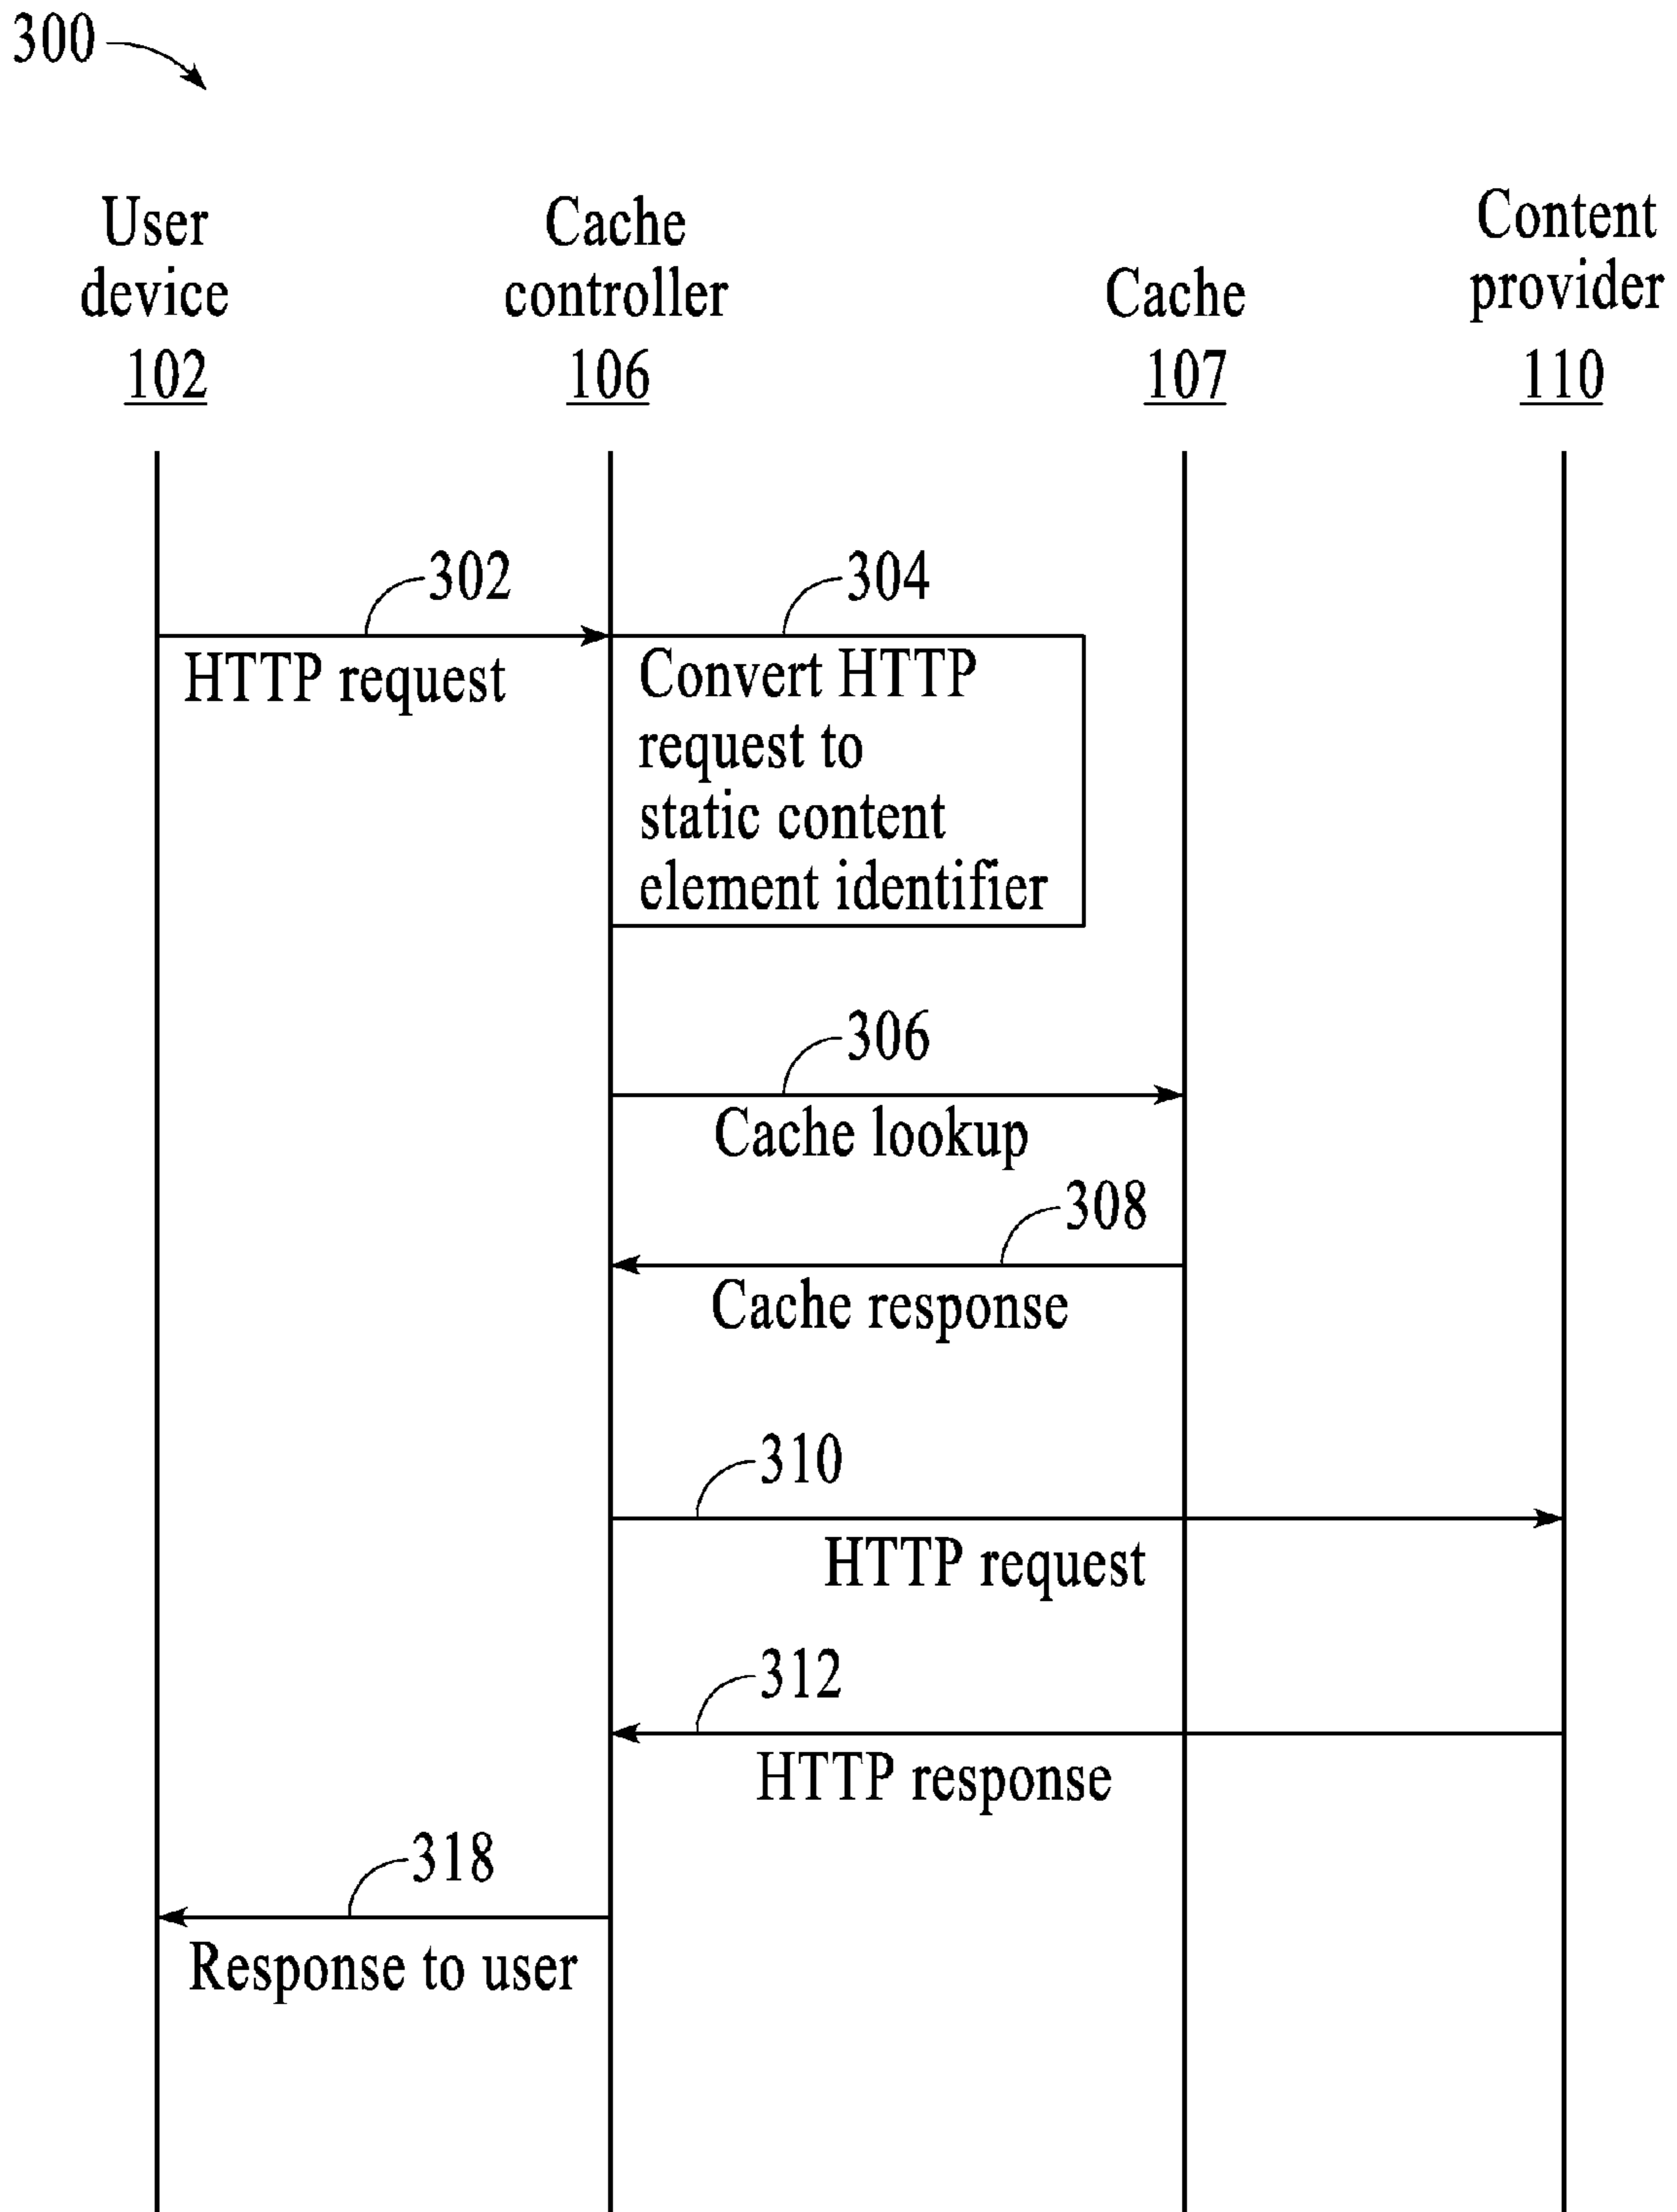 300
User
device
102
Cache
controller
106
Cache
107
Content
provider
110
302
HTTP request
304
Convert HTTP
request to
static content
element identifier
306
Cache lookup
308
Cache response
310
HTTP request
312
HTTP response
318
Response to user